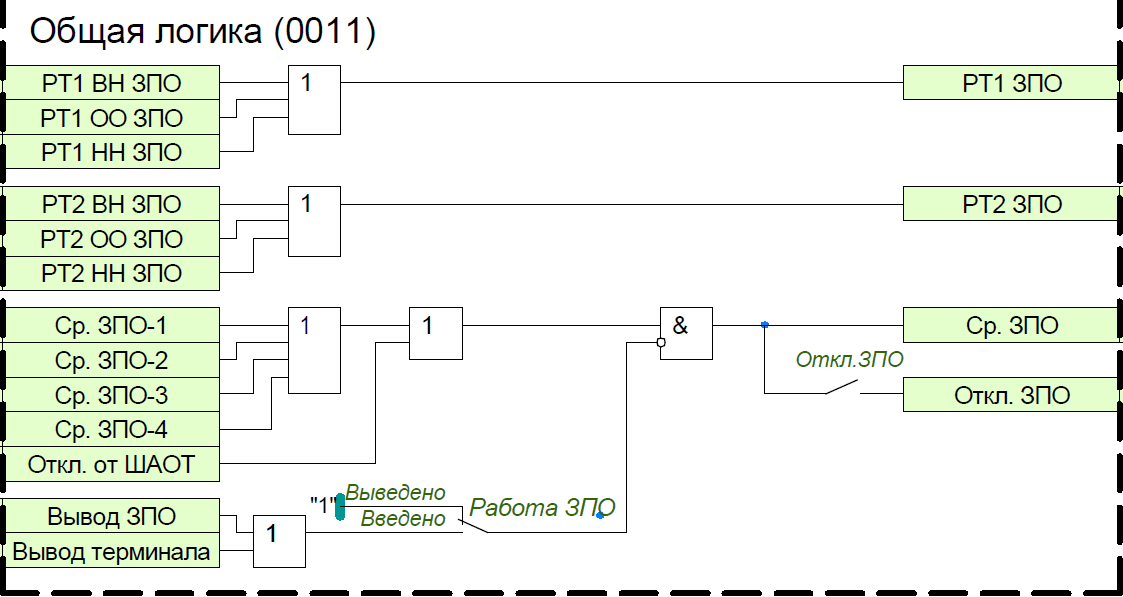 Общая логика (0011)
РТ1 ВН ЗПО
1
РТ1 ЗПО
РТ1 ОО ЗПО
РТ1 НН ЗПО
РТ2 ВН ЗПО
1
РТ2 ЗПО
РТ2 ОО ЗПО
РТ2 НН ЗПО
Ср. ЗПО-1
1
1
&
Ср. ЗПО
Ср. ЗПО-2
Откл.ЗПО
Ср. ЗПО-3
Откл. ЗПО
Ср. ЗПО-4
Откл. от ШАОТ
"1"
Выведено
Работа ЗПО
Введено
Вывод ЗПО
1
Вывод терминала